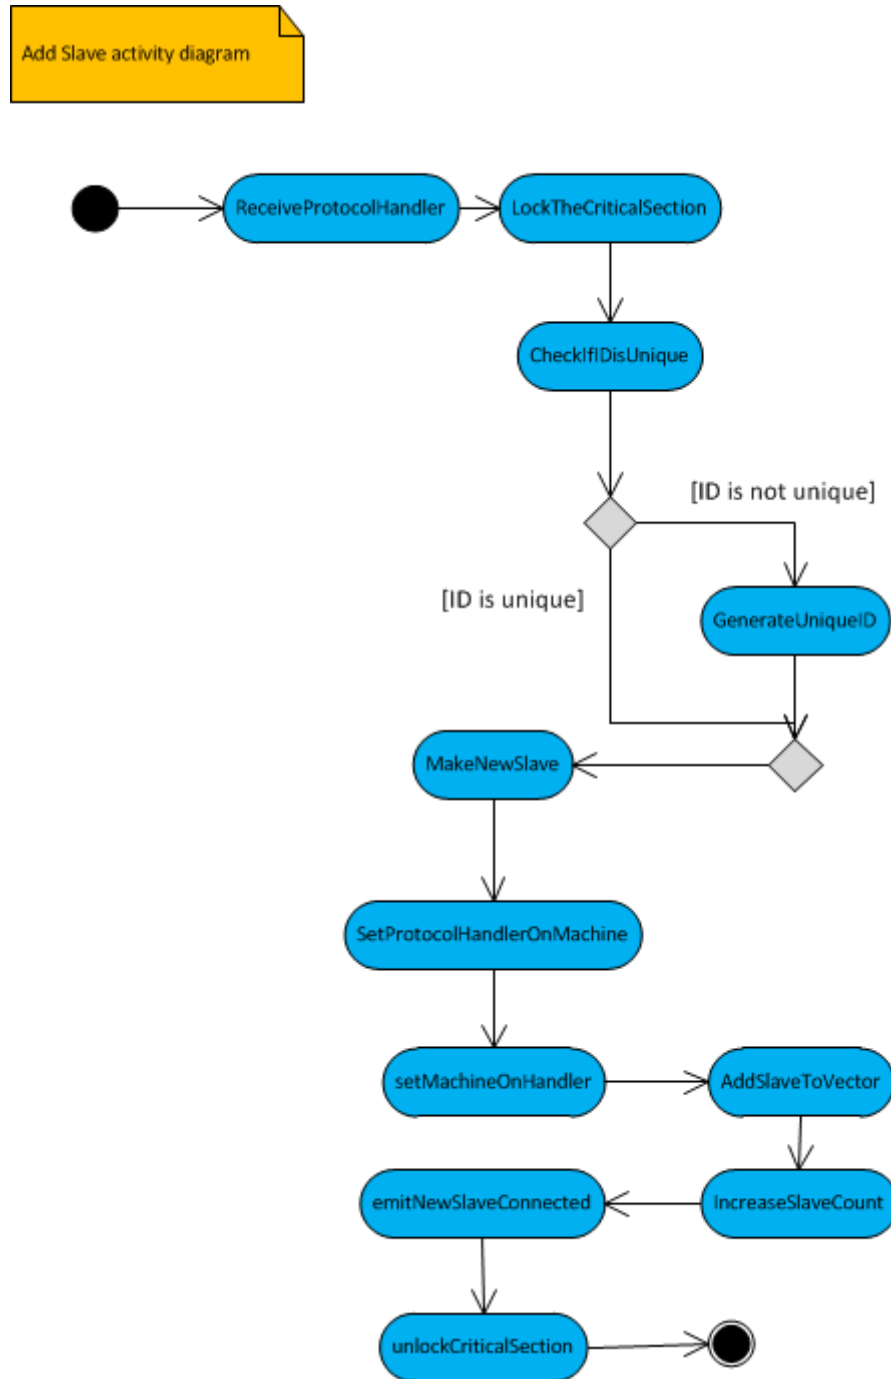 Add Slave activity diagram
ReceiveProtocolHandler
LockTheCriticalSection
CheckIfIDisUnique
[ID is not unique]
[ID is unique]
GenerateUniqueID
MakeNewSlave
SetProtocolHandlerOnMachine
setMachineOnHandler
AddSlaveToVector
emitNewSlaveConnected
IncreaseSlaveCount
unlockCriticalSection